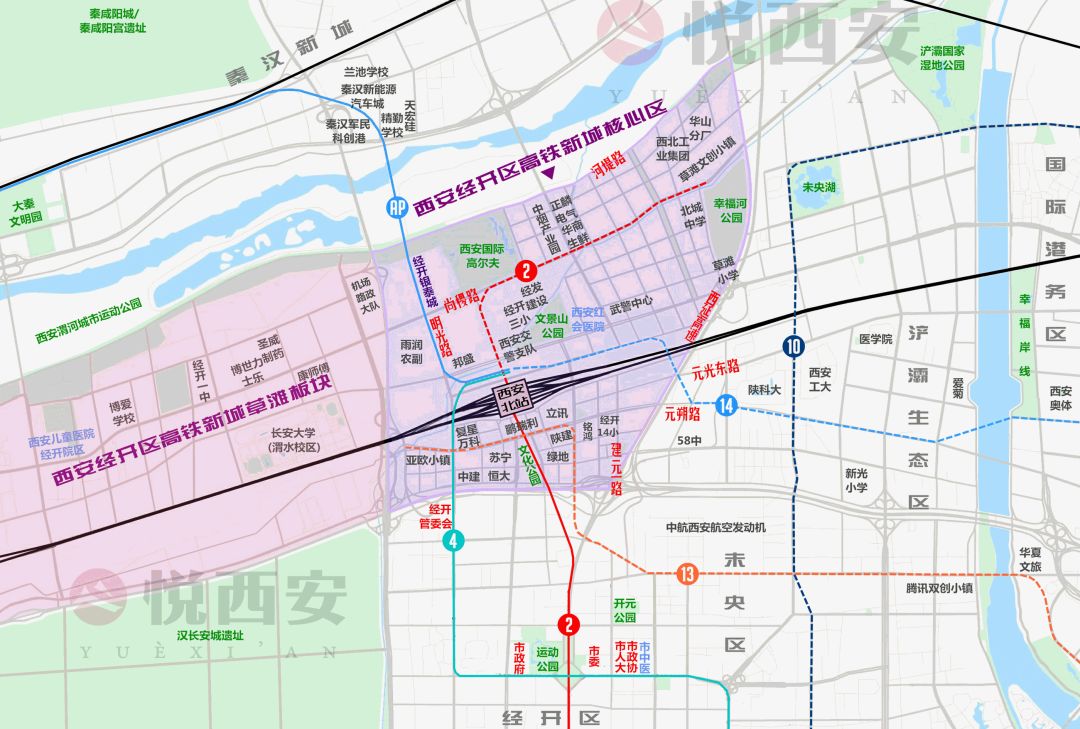 秦咸阳城/
秦咸阳宫遗址
秦汉新城
悦西安
YUÈXI'AN
浐灞国家
湿地公园
兰池学校
秦汉新能源
汽车城
天宏硅
精勤
学校
秦汉军民
科创港
西安经开区高铁新城核心区
华山
分厂
西北工
业集团
河堤路
草滩文创小镇
未央湖
国际港务区
大秦
文明园
AP
中烟产业园
正麟
电气
华商
生鲜
北城
中学
幸福河
公园
西安国际
高尔夫
2
草滩
小学
机场
路政
大队
经开银泰城
尚稷路
经发
经开建设
三小
文景山
公园
西安红
会医院
武警中心
西延高速
幸福岸线
西安渭河城市运动公园
明光路
雨润
农副
邦盛
西安交
警支队
10
医学院
浐灞生态区
圣威
博世力制药
士乐
康师傅
经开一中
元光东路
西安
工大
陕科大
爱菊
西安
奥体
西安
北站
博爱
学校
西安经开区高铁新城草滩板块
西安儿童医院
经开院区
长安大学
(渭水校区)
复星
万科
鹏瑞利
立讯
铭鸿
经开
14小
元朔路
14
58中
陕建
绿地
亚欧小镇
中建
苏宁
恒大
文化公园
建元一路
新光
小学
经开
管委会
4
中航西安航空发动机
未央区
华夏
文旅
13
腾讯双创小镇
悦西安
YUÈXI'AN
汉长安城遗址
开元
公园
2
市政府
运动
公园
市委
市人大
市政协
市中医
经开区